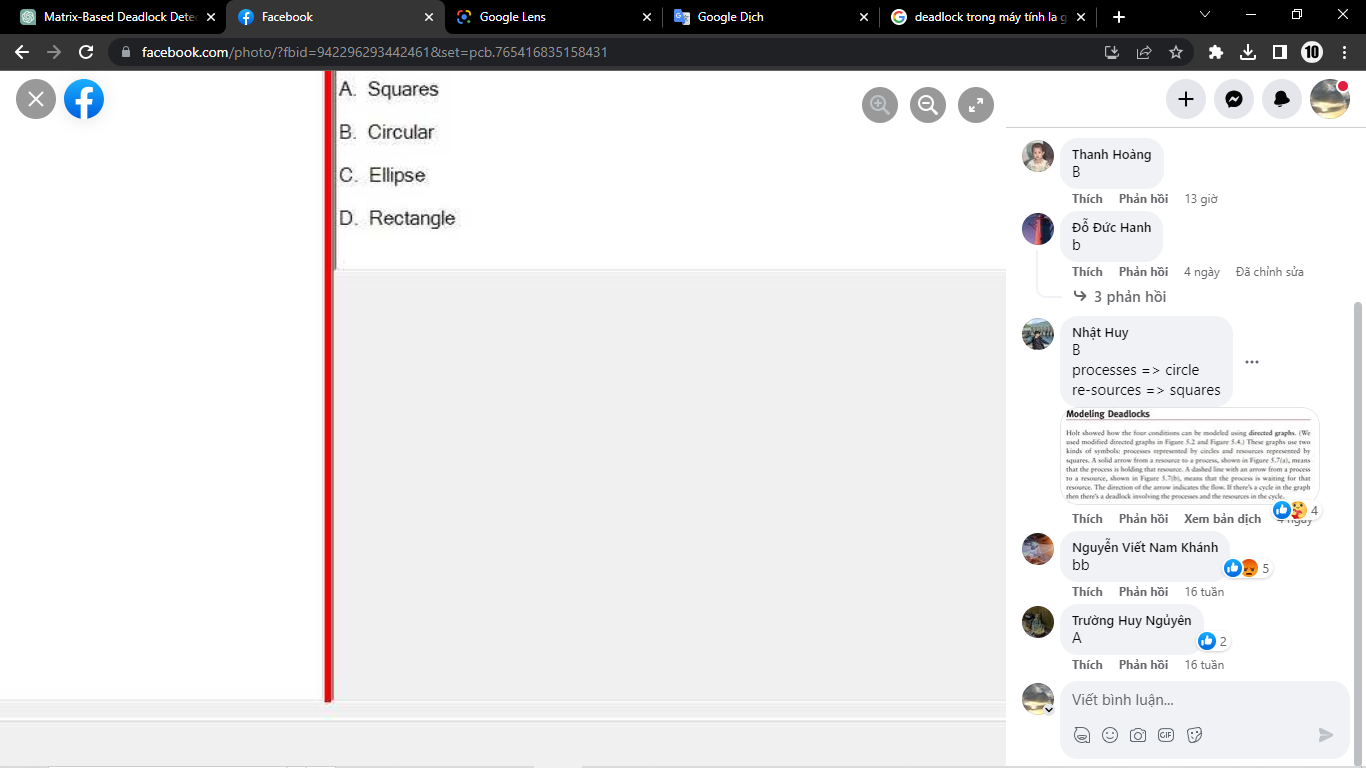 Matrix-Based Deadlock Dete
Facebook
Google Lens
Google Dịch
deadlock trong máy tính la g
facebook.com/photo/?fbid=942296293442461&set=pcb.765416835158431
10
A. Squares
B. Circular
C. Ellipse
D. Rectangle
Thanh Hoàng
B
Thích Phản hồi 13 giờ
Đỗ Đức Hanh
b
Thích Phản hồi 4 ngày Đã chỉnh sửa
3 phản hồi
Nhật Huy
B
processes => circle
re-sources => squares
Modeling Deadlocks
Holt showed how the four conditions can be modeled using directed graphs. (We
used modified directed graphs in Figure 5.2 and Figure 5.4.) These graphs use two
kinds of symbols: processes represented by circles and resources represented by
squares. A solid arrow from a resource to a process, shown in Figure 5.7(a), means
that the process is holding that resource. A dashed line with an arrow from a process
to a resource, shown in Figure 5.7(b), means that the process is waiting for that
resource. The direction of the arrow indicates the flow. If there's a cycle in the graph
then there's a deadlock involving the processes and the resources in the cycle.
4
Thích Phản hồi Xem bản dịch 4 ngày
Nguyễn Viết Nam Khánh
bb
5
Thích Phản hồi 16 tuần
Trường Huy Ngủyên
A
2
Thích Phản hồi 16 tuần
Viết bình luận...
GIF